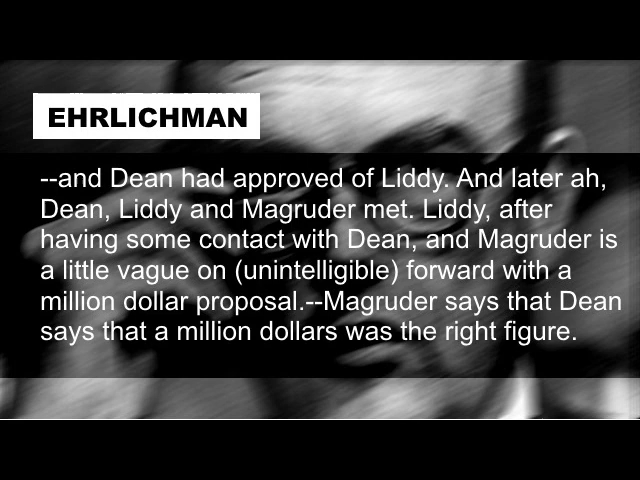 EHRLICHMAN
--and Dean had approved of Liddy. And later ah,
Dean, Liddy and Magruder met. Liddy, after
having some contact with Dean, and Magruder is
a little vague on (unintelligible) forward with a
million dollar proposal.--Magruder says that Dean
says that a million dollars was the right figure.